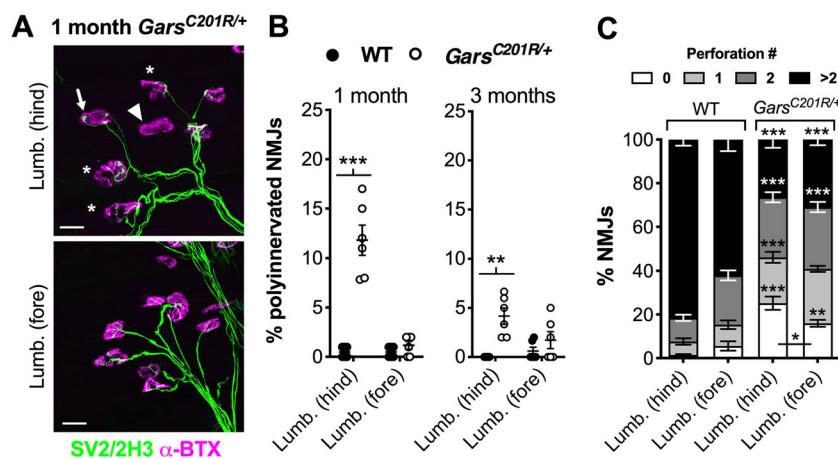 A 1 month Gars^C201R/+
Lumb. (hind)
*
*
*
Lumb. (fore)
SV2/2H3 α-BTX
B
● WT ○ Gars^C201R/+
1 month
3 months
% polyinnervated NMJs
25
20
15
10
5
0
***
Lumb. (hind)
Lumb. (fore)
25
20
15
10
5
0
**
Lumb. (hind)
Lumb. (fore)
C
Perforation #
0 1 2 >2
WT Gars^C201R/+
% NMJs
100
80
60
40
20
0
*** ***
*** ***
***
*** **
*
Lumb. (hind)
Lumb. (fore)
Lumb. (hind)
Lumb. (fore)